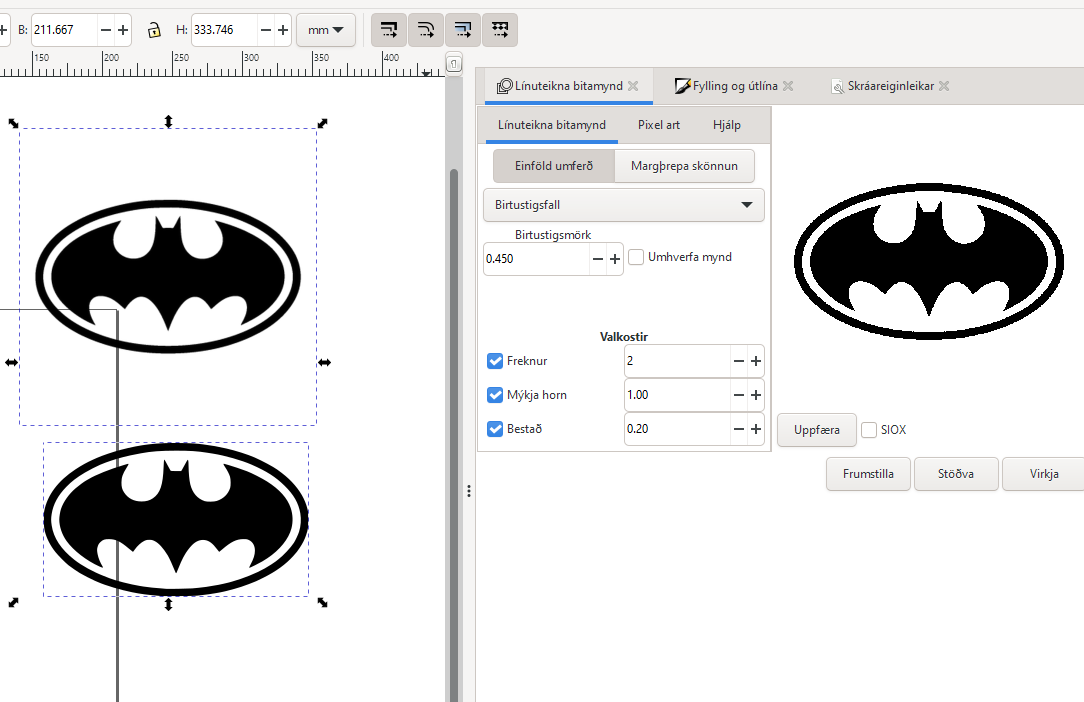 B: 211.667 H: 333.746 mm
150 200 250 300 350 400
Línuteikna bitamynd Fylling og útlína Skráareiginleikar
Línuteikna bitamynd Pixel art Hjálp
Einföld umferð Margþrepa skönnun
Birtustigsfall
Birtustigsmörk
0.450 Umhverfa mynd
Valkostir
Freknur 2
Mýkja horn 1.00
Bestað 0.20
Uppfæra SIOX
Frumstilla Stöðva Virkja